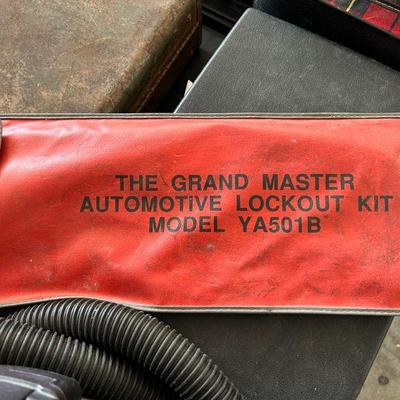 THE GRAND MASTER
AUTOMOTIVE LOCKOUT KIT
MODEL YA501B